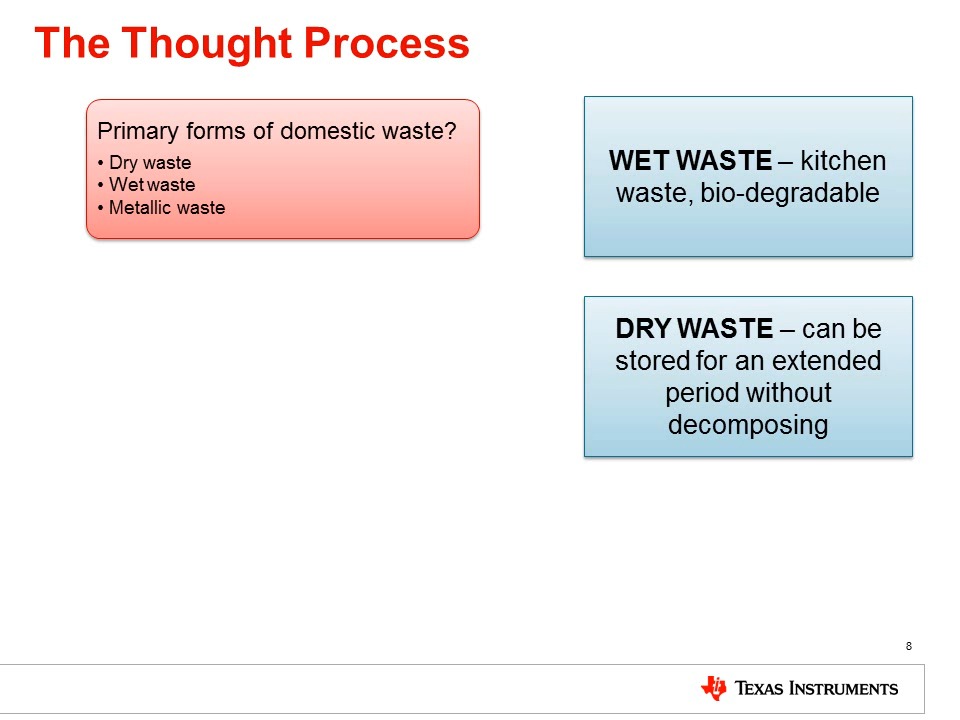 The Thought Process
Primary forms of domestic waste?
• Dry waste
• Wet waste
• Metallic waste
WET WASTE – kitchen
waste, bio-degradable
DRY WASTE – can be
stored for an extended
period without
decomposing
8
TEXAS INSTRUMENTS